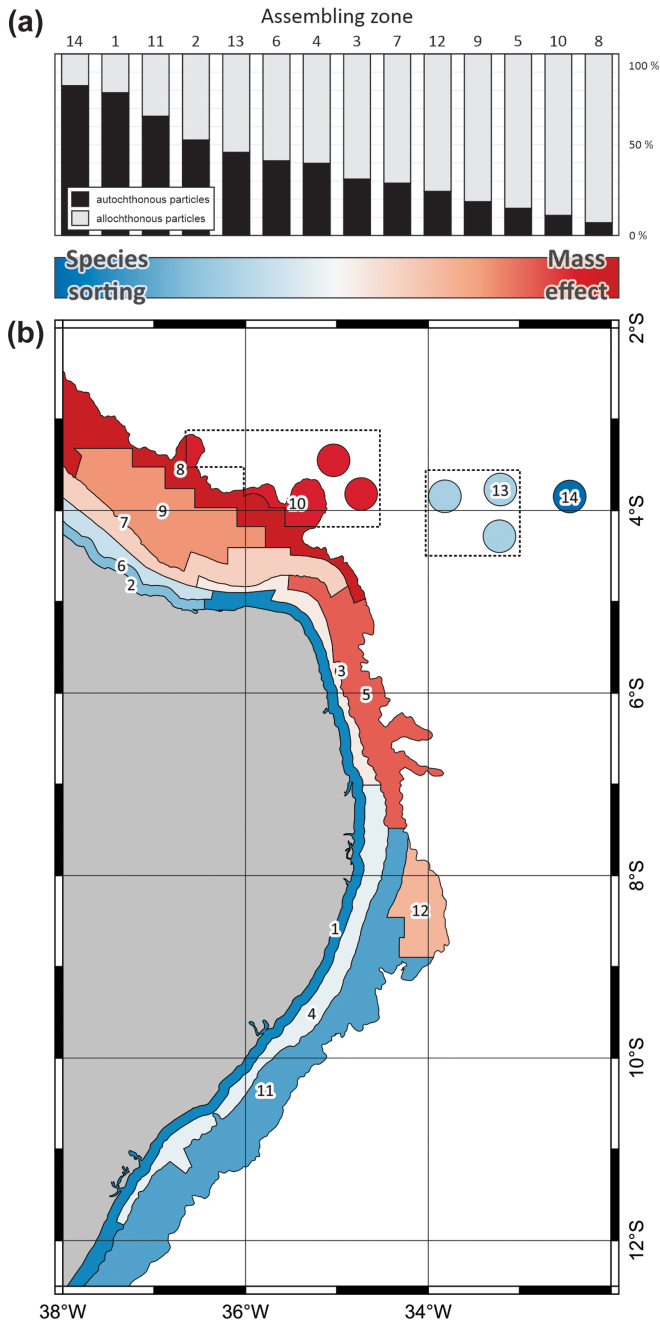 (a)
Assembling zone
14 1 11 2 13 6 4 3 7 12 9 5 10 8
100 %
50 %
0 %
autochthonous particles
allochthonous particles
Species sorting
Mass effect
(b)
2°S
8
10
13
14
4°S
9
7
6
2
3
5
6°S
12
8°S
1
4
10°S
11
12°S
38°W 36°W 34°W